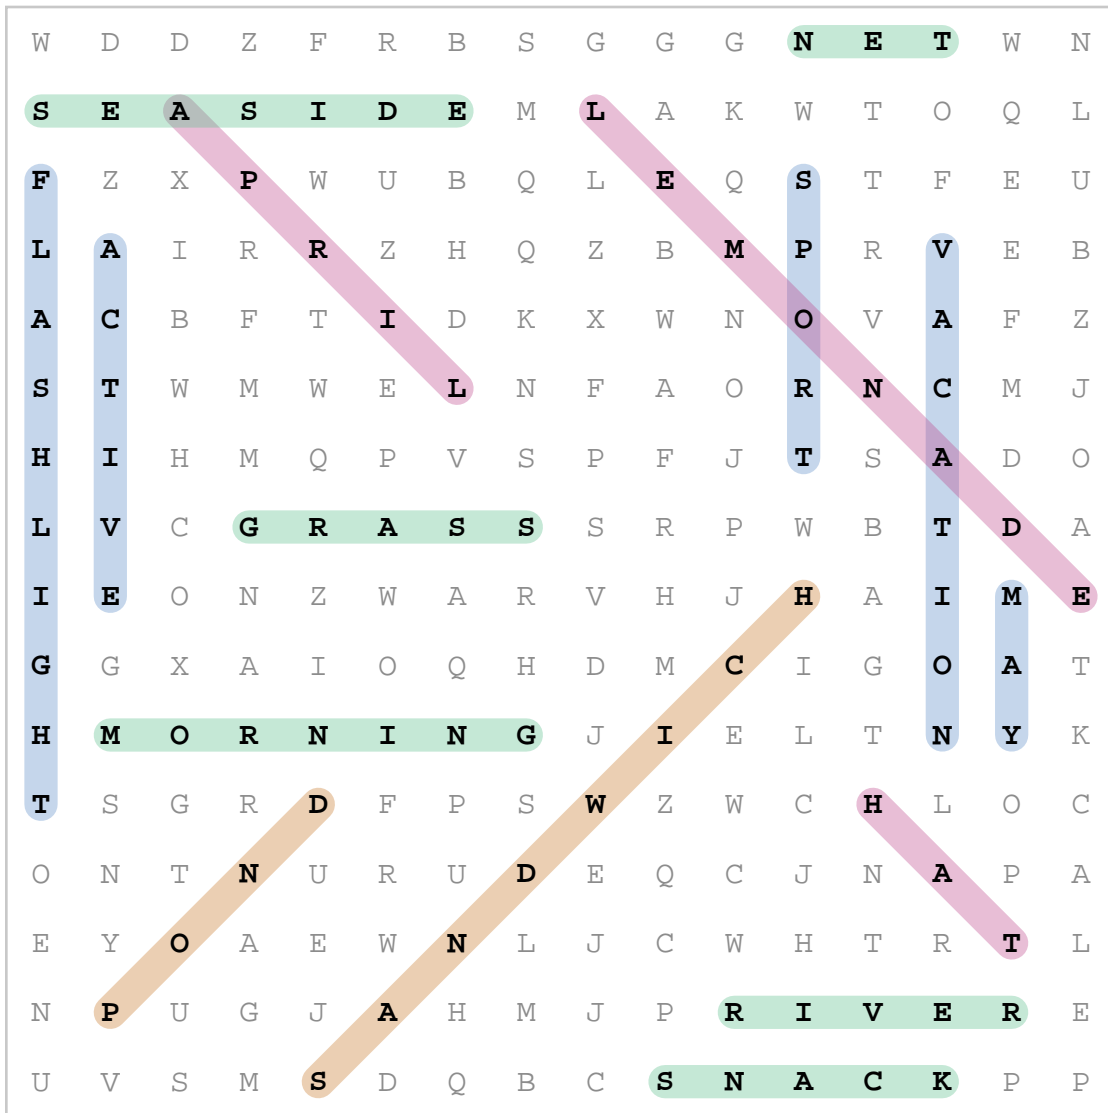 W D D Z F R B S G G G N E T W N
S E A S I D E M L A K W T O Q L
F Z X P W U B Q L E Q S T F E U
L A I R R Z H Q Z B M P R V E B
A C B F T I D K X W N O V A F Z
S T W M W E L N F A O R N C M J
H I H M Q P V S P F J T S A D O
L V C G R A S S S R P W B T D A
I E O N Z W A R V H J H A I M E
G G X A I O Q H D M C I G O A T
H M O R N I N G J I E L T N Y K
T S G R D F P S W Z W C H L O C
O N T N U R U D E Q C J N A P A
E Y O A E W N L J C W H T R T L
N P U G J A H M J P R I V E R E
U V S M S D Q B C S N A C K P P